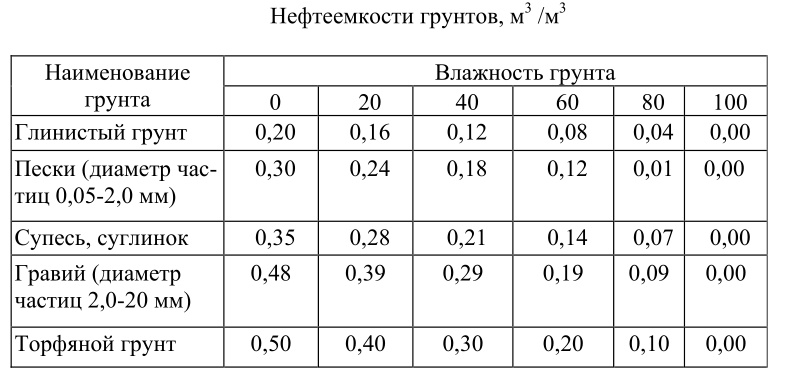 Нефтеемкости грунтов, м3 /м3
Наименование грунта Влажность грунта
0 20 40 60 80 100
Глинистый грунт 0,20 0,16 0,12 0,08 0,04 0,00
Пески (диаметр час- 0,30 0,24 0,18 0,12 0,01 0,00
тиц 0,05-2,0 мм)
Супесь, суглинок 0,35 0,28 0,21 0,14 0,07 0,00
Гравий (диаметр 0,48 0,39 0,29 0,19 0,09 0,00
частиц 2,0-20 мм)
Торфяной грунт 0,50 0,40 0,30 0,20 0,10 0,00